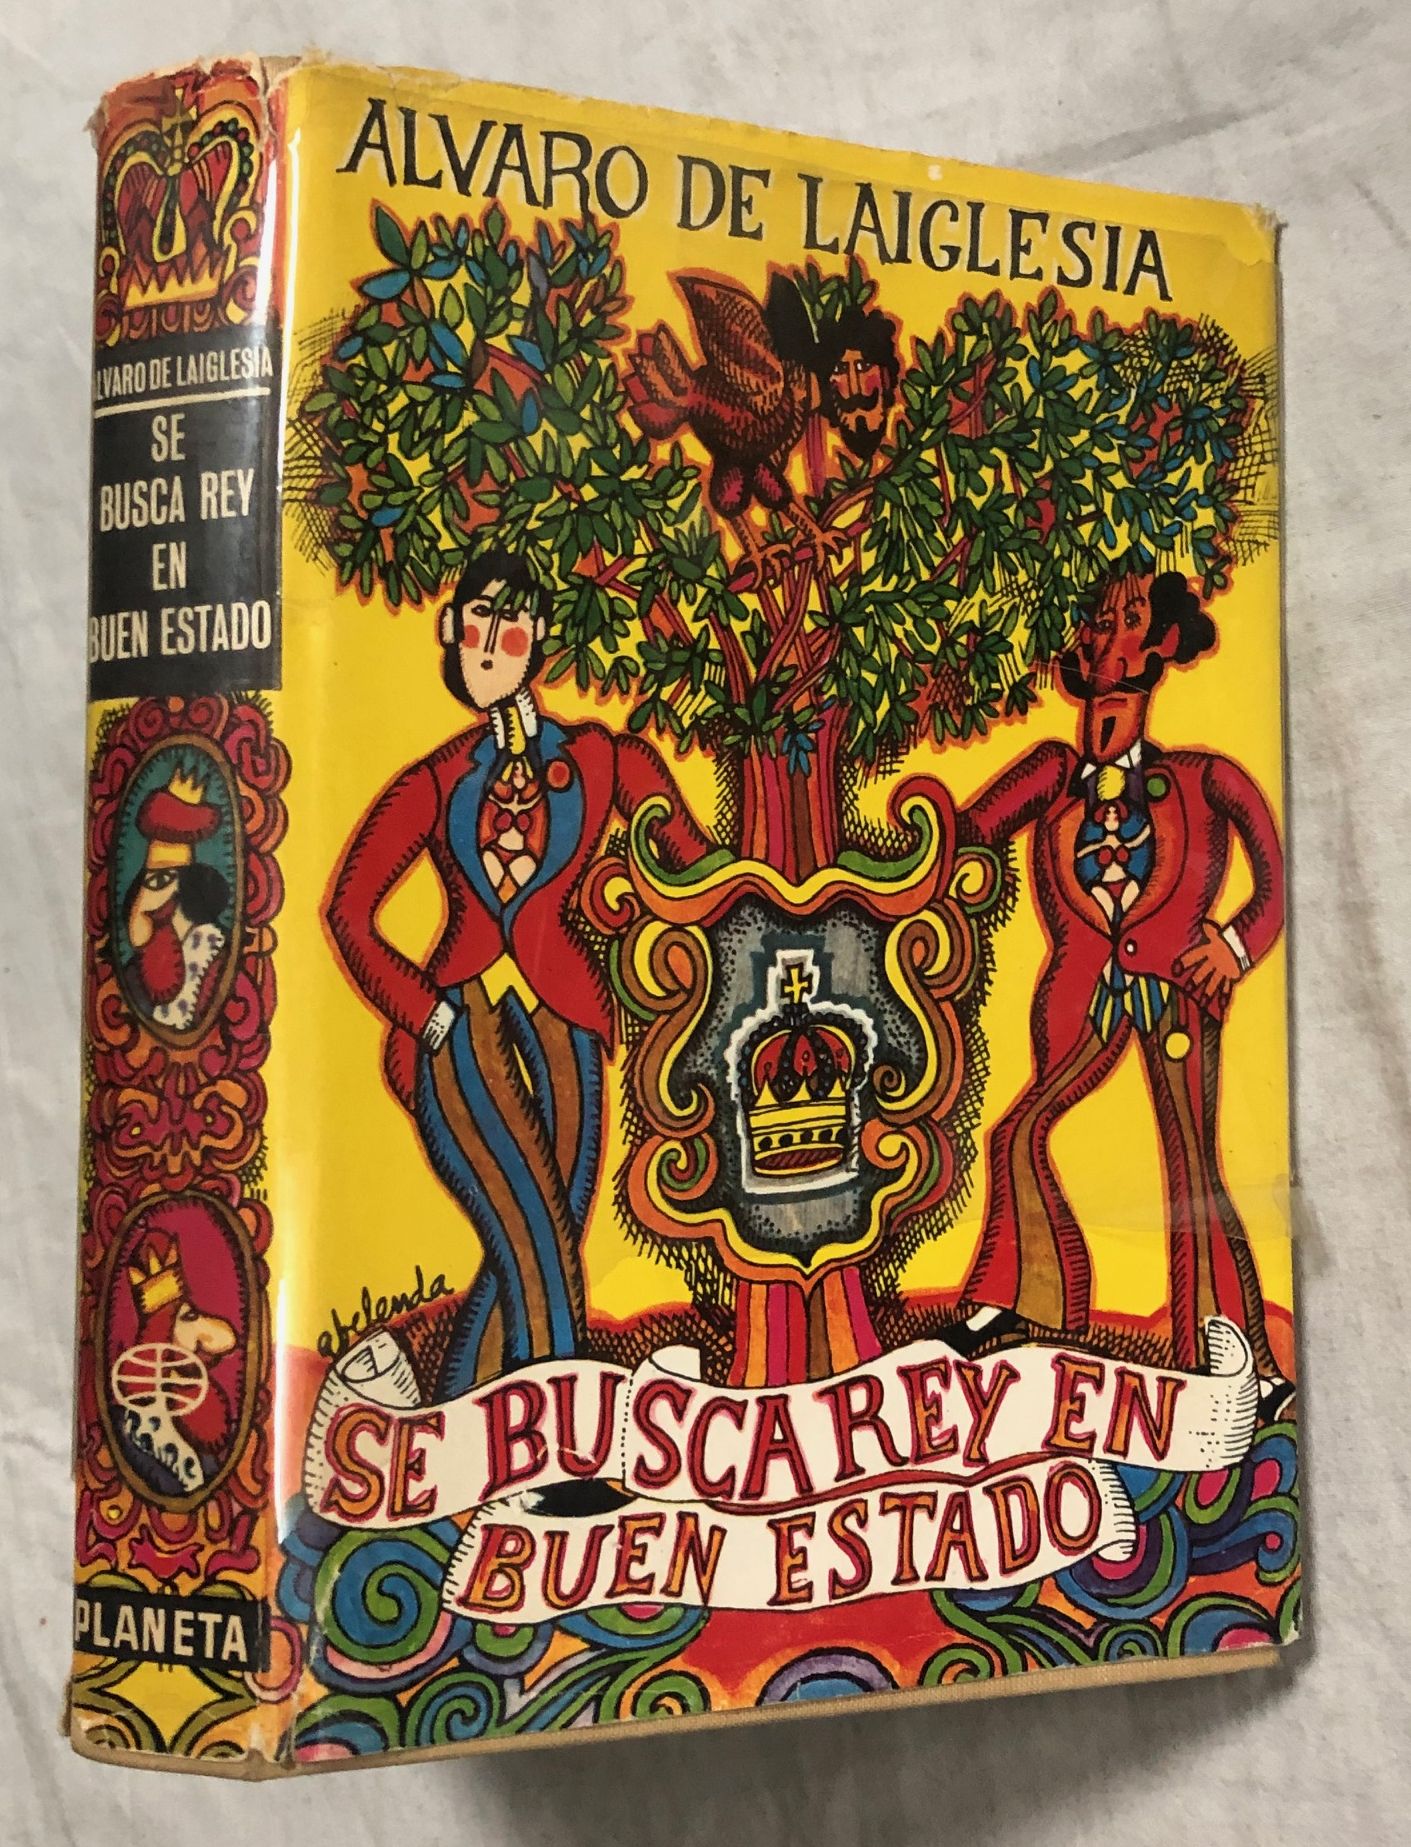 LVARO DE LAIGLESIA
SE
BUSCA REY
EN
BUEN ESTADO
PLANETA
ALVARO DE LAIGLESIA
abelenda
SE BUSCA REY EN
BUEN ESTADO